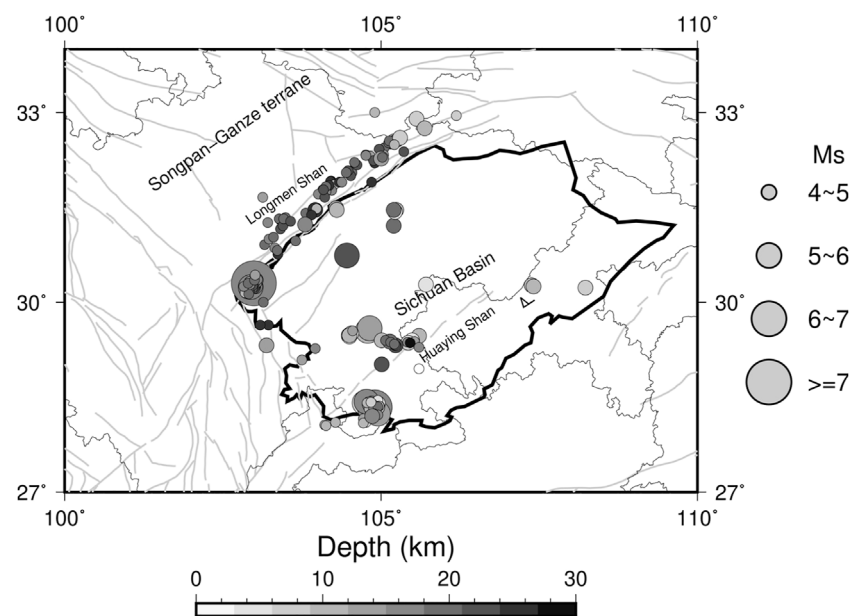 100˚ 105˚ 110˚
33˚ 33˚
Songpan–Ganze terrane
Longmen Shan
Sichuan Basin
30˚ 30˚
Huaying Shan
27˚ 27˚
100˚ 105˚ 110˚
Ms
4~5
5~6
6~7
>=7
Depth (km)
0 10 20 30